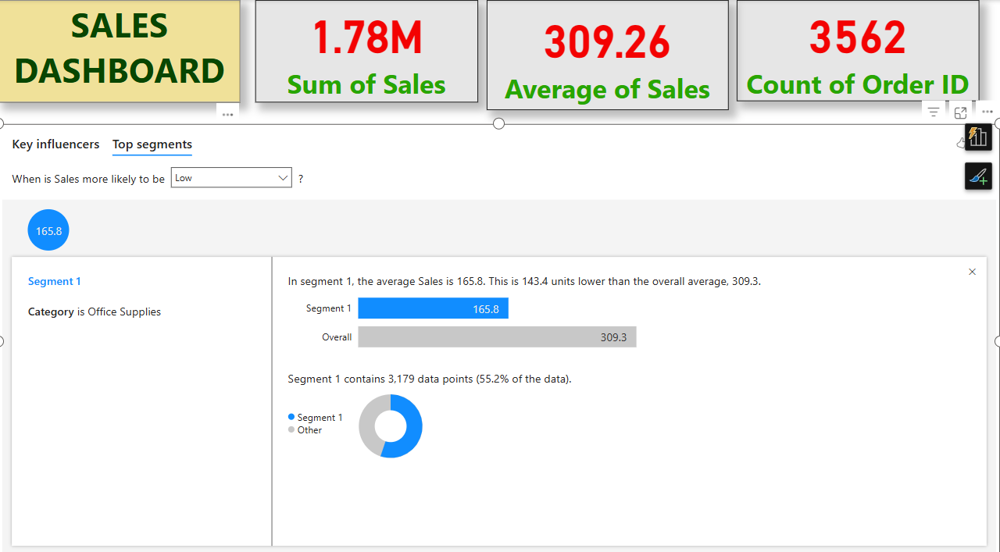 SALES
DASHBOARD
1.78M
Sum of Sales
309.26
Average of Sales
3562
Count of Order ID
Key influencers
Top segments
When is Sales more likely to be
Low
?
165.8
Segment 1
Category is Office Supplies
In segment 1, the average Sales is 165.8. This is 143.4 units lower than the overall average, 309.3.
Segment 1
165.8
Overall
309.3
Segment 1 contains 3,179 data points (55.2% of the data).
Segment 1
Other